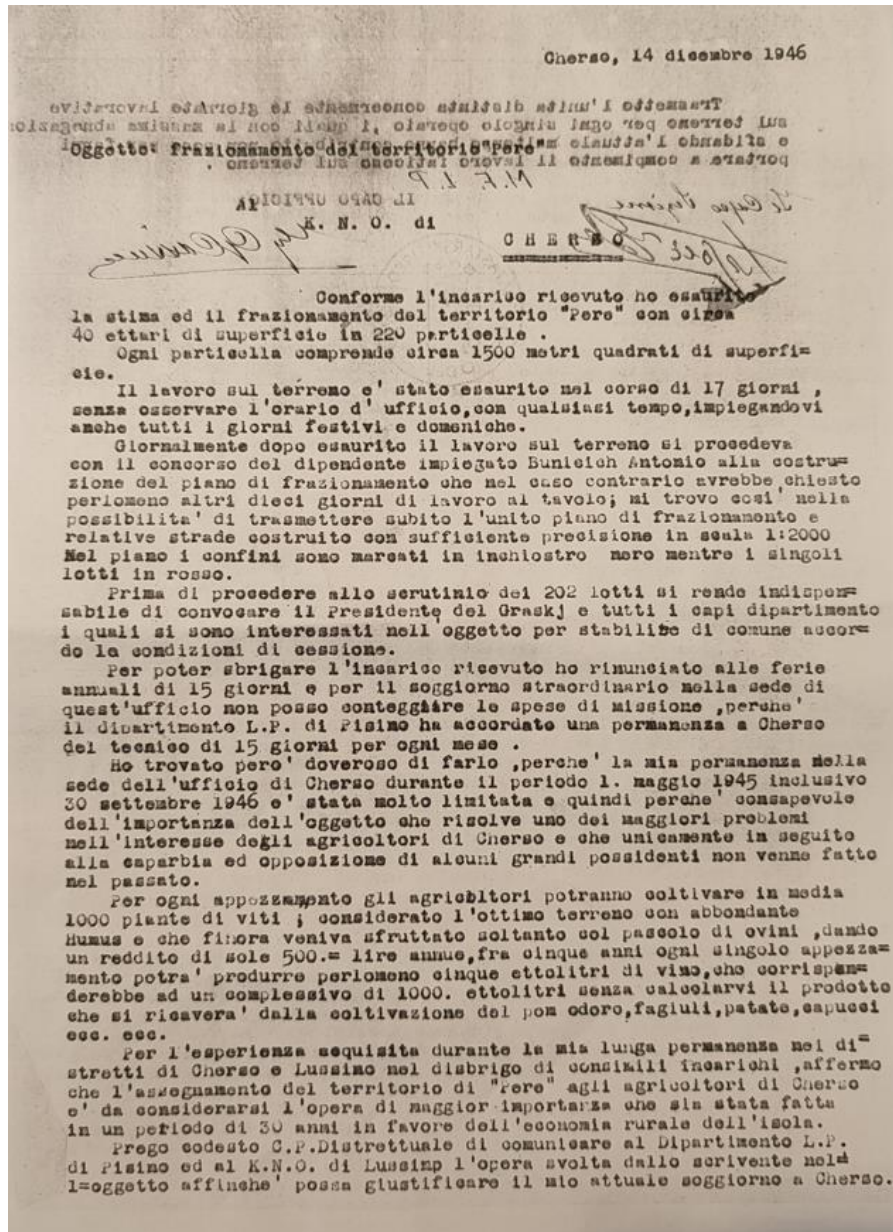 Cherso, 14 dicembre 1946
Oggetto: frazionamento del territorio "Pere"
Al
K. N. O. di
C H E R S O
Conforme l'incarico ricevuto ho esaurito
la stima ed il frazionamento del territorio "Pere" con circa
40 ettari di superficie in 220 particelle .
Ogni particella comprende circa 1500 metri quadrati di superfi=
cie.
Il lavoro sul terreno e' stato esaurito nel corso di 17 giorni ,
senza osservare l'orario d' ufficio,con qualsiasi tempo,impiegandovi
anche tutti i giorni festivi e domeniche.
Giornalmente dopo esaurito il lavoro sul terreno si procedeva
con il concorso del dipendente impiegato Bunicich Antonio alla costru=
zione del piano di frazionamento che nel caso contrario avrebbe chiesto
perlomeno altri dieci giorni di lavoro al tavolo; mi trovo cosi' nella
possibilita' di trasmettere subito l'unito piano di frazionamento e
relative strade costruito con sufficiente precisione in scala 1:2000
Nel piano i confini sono marcati in inchiostro nero mentre i singoli
lotti in rosso.
Prima di procedere allo scrutinio dei 202 lotti si rende indispen=
sabile di convocare il Presidente del Graskj e tutti i capi dipartimento
i quali si sono interessati nell'oggetto per stabilire di comune accor=
do le condizioni di cessione.
Per poter sbrigare l'incarico ricevuto ho rinunciato alle ferie
annuali di 15 giorni e per il soggiorno straordinario nella sede di
quest'ufficio non posso conteggiare le spese di missione ,perche'
il dipartimento L.P. di Pisino ha accordato una permanenza a Cherso
del tecnico di 15 giorni per ogni mese .
Ho trovato pero' doveroso di farlo ,perche' la mia permanenza nella
sede dell'ufficio di Cherso durante il periodo 1. maggio 1945 inclusivo
30 settembre 1946 e' stata molto limitata e quindi perche' consapevole
dell'importanza dell'oggetto che risolve uno dei maggiori problemi
nell'interesse degli agricoltori di Cherso e che unicamente in seguito
alla caparbia ed opposizione di alcuni grandi possidenti non venne fatto
nel passato.
Per ogni appezzamento gli agricbltori potranno coltivare in media
1000 piante di viti ; considerato l'ottimo terreno con abbondante
Humus e che finora veniva sfruttato soltanto col pascolo di ovini ,dando
un reddito di sole 500.= lire annue,fra cinque anni ogni singolo appezza=
mento potra' produrre perlomeno cinque ettolitri di vino,che corrispon=
derebbe ad un complessivo di 1000. ettolitri senza calcolarvi il prodotto
che si ricavera' dalla coltivazione del pom odoro,fagiuli,patate,capucci
ecc. ecc.
Per l'esperienza acquisita durante la mia lunga permanenza nei di=
stretti di Cherso e Lussino nel disbrigo di consimili incarichi ,affermo
che l'assegnamento del territorio di "Pere" agli agricoltori di Cherso
e' da considerarsi l'opera di maggior importanza che sia stata fatta
in un periodo di 30 anni in favore dell'economia rurale dell'isola.
Prego codesto C.P.Distrettuale di comunicare al Dipartimento L.P.
di Pisino ed al K.N.O. di Lussimp l'opera svolta dallo scrivente nel=
l=oggetto affinche' possa giustificare il mio attuale soggiorno a Cherso.